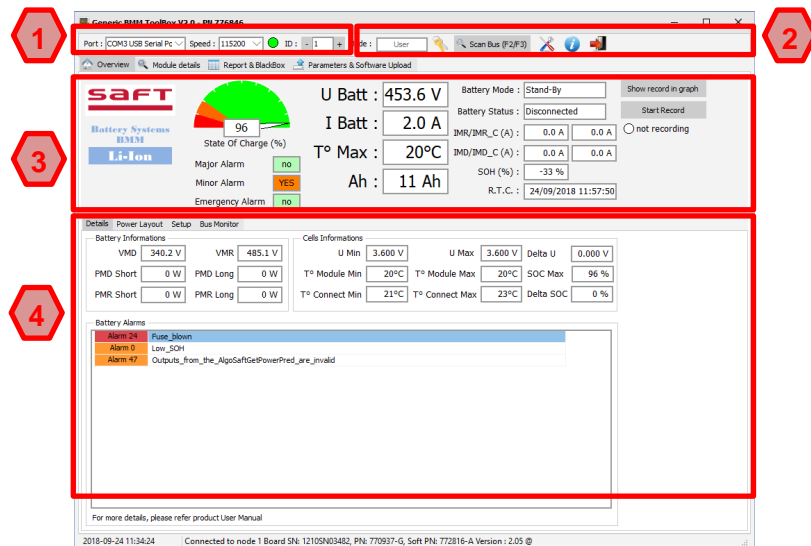 Generic BMM ToolBox V2.0 - PN 776846
1
2
Port : COM3 USB Serial Pc Speed : 115200 ID : - 1 + de : User Scan Bus (F2/F3)
Overview Module details Report & BlackBox Parameters & Software Upload
3
saft
Battery Systems
BMM
Li-Ion
96
State Of Charge (%)
Major Alarm no
Minor Alarm YES
Emergency Alarm no
U Batt : 453.6 V
I Batt : 2.0 A
T° Max : 20°C
Ah : 11 Ah
Battery Mode : Stand-By
Battery Status : Disconnected
IMR/IMR_C (A) : 0.0 A 0.0 A
IMD/IMD_C (A) : 0.0 A 0.0 A
SOH (%) : -33 %
R.T.C. : 24/09/2018 11:57:50
Show record in graph
Start Record
not recording
4
Details Power Layout Setup Bus Monitor
Battery Informations
VMD 340.2 V VMR 485.1 V
PMD Short 0 W PMD Long 0 W
PMR Short 0 W PMR Long 0 W
Cells Informations
U Min 3.600 V U Max 3.600 V Delta U 0.000 V
T° Module Min 20°C T° Module Max 20°C SOC Max 96 %
T° Connect Min 21°C T° Connect Max 23°C Delta SOC 0 %
Battery Alarms
Alarm 24 Fuse_blown
Alarm 0 Low_SOH
Alarm 47 Outputs_from_the_AlgoSaftGetPowerPred_are_invalid
For more details, please refer product User Manual
2018-09-24 11:34:24 Connected to node 1 Board SN: 1210SN03482, PN: 770937-G, Soft PN: 772816-A Version : 2.05 @